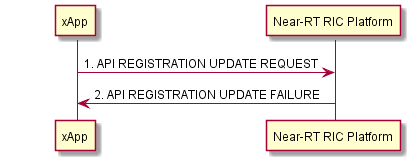 xApp
Near-RT RIC Platform
1. API REGISTRATION UPDATE REQUEST
2. API REGISTRATION UPDATE FAILURE
xApp
Near-RT RIC Platform